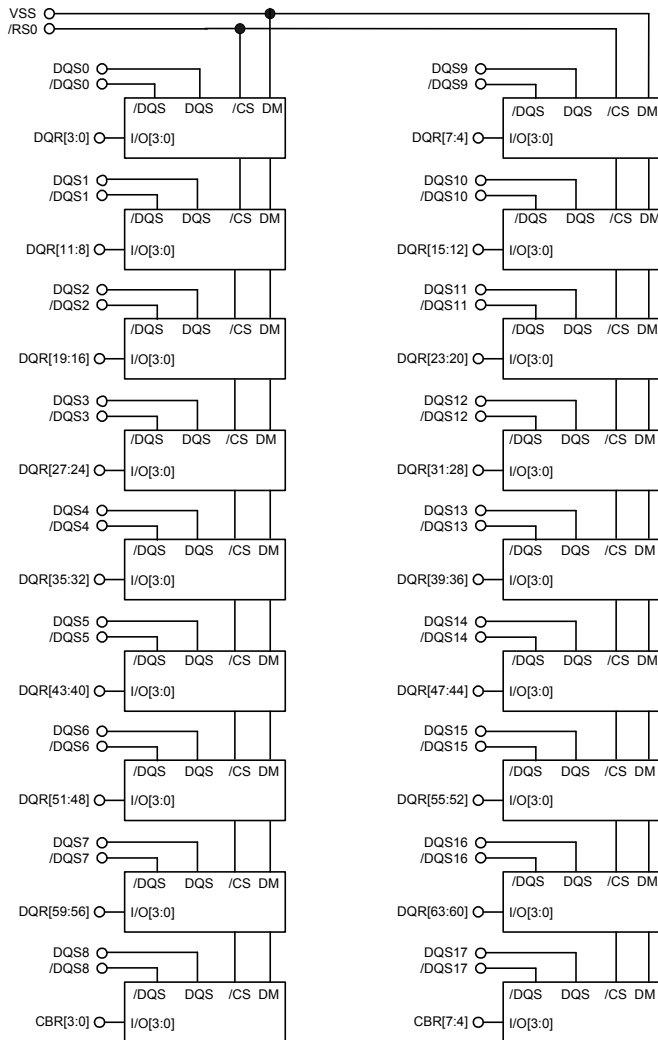 VSS
/RS0
DQS0
/DQS0
/DQS DQS /CS DM
DQR[3:0] I/O[3:0]
DQS9
/DQS9
/DQS DQS /CS DM
DQR[7:4] I/O[3:0]
DQS1
/DQS1
/DQS DQS /CS DM
DQR[11:8] I/O[3:0]
DQS10
/DQS10
/DQS DQS /CS DM
DQR[15:12] I/O[3:0]
DQS2
/DQS2
/DQS DQS /CS DM
DQR[19:16] I/O[3:0]
DQS11
/DQS11
/DQS DQS /CS DM
DQR[23:20] I/O[3:0]
DQS3
/DQS3
/DQS DQS /CS DM
DQR[27:24] I/O[3:0]
DQS12
/DQS12
/DQS DQS /CS DM
DQR[31:28] I/O[3:0]
DQS4
/DQS4
/DQS DQS /CS DM
DQR[35:32] I/O[3:0]
DQS13
/DQS13
/DQS DQS /CS DM
DQR[39:36] I/O[3:0]
DQS5
/DQS5
/DQS DQS /CS DM
DQR[43:40] I/O[3:0]
DQS14
/DQS14
/DQS DQS /CS DM
DQR[47:44] I/O[3:0]
DQS6
/DQS6
/DQS DQS /CS DM
DQR[51:48] I/O[3:0]
DQS15
/DQS15
/DQS DQS /CS DM
DQR[55:52] I/O[3:0]
DQS7
/DQS7
/DQS DQS /CS DM
DQR[59:56] I/O[3:0]
DQS16
/DQS16
/DQS DQS /CS DM
DQR[63:60] I/O[3:0]
DQS8
/DQS8
/DQS DQS /CS DM
CBR[3:0] I/O[3:0]
DQS17
/DQS17
/DQS DQS /CS DM
CBR[7:4] I/O[3:0]